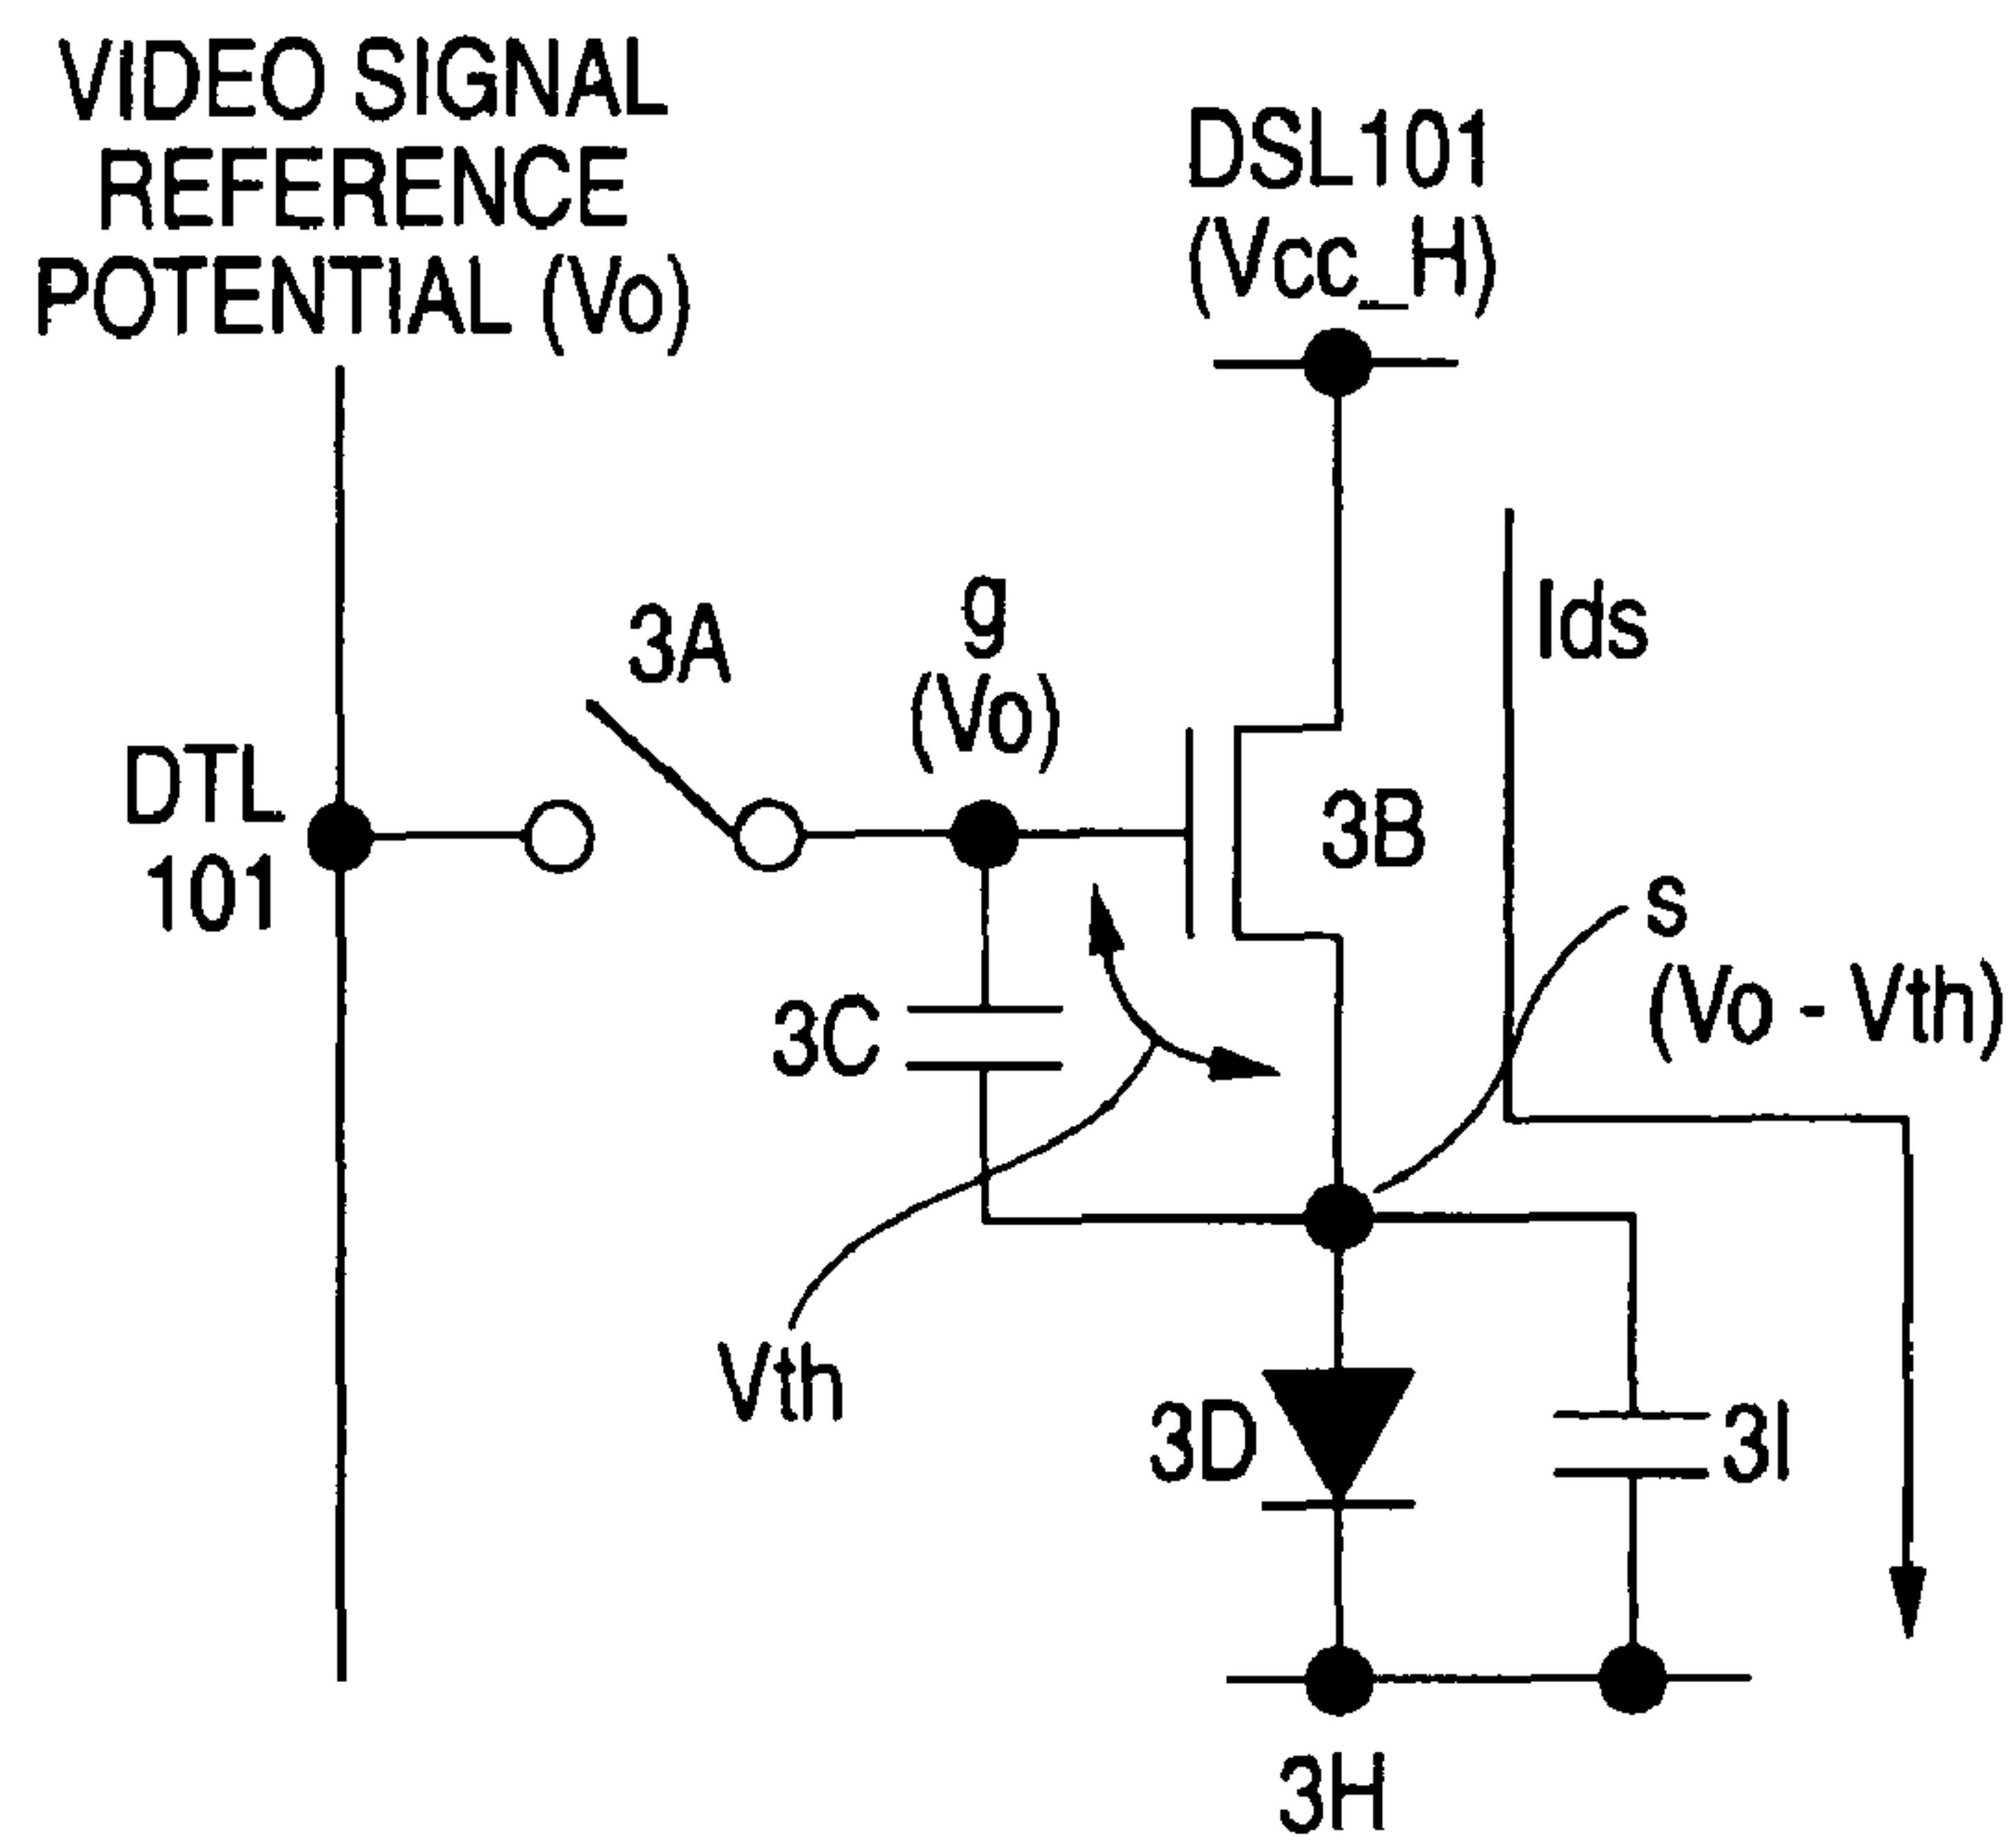 VIDEO SIGNAL
REFERENCE
POTENTIAL (Vo)
DSL101
(Vcc_H)
Ids
3A
g
(Vo)
DTL
101
3B
s
(Vo - Vth)
3C
Vth
3D
3I
3H